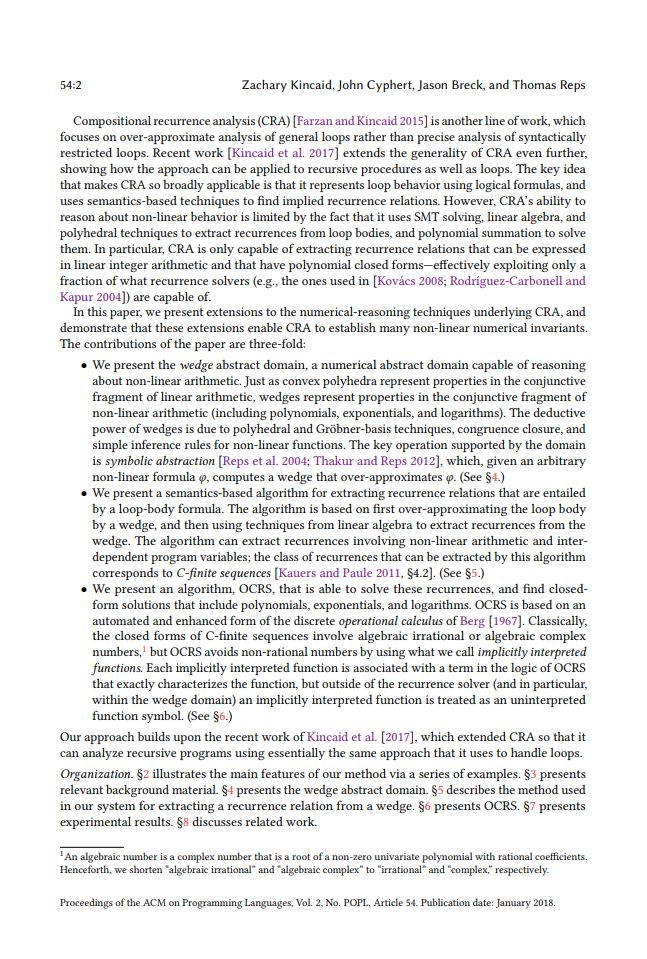 54:2 Zachary Kincaid, John Cyphert, Jason Breck, and Thomas Reps
Compositional recurrence analysis (CRA) [Farzan and Kincaid 2015] is another line of work, which
focuses on over-approximate analysis of general loops rather than precise analysis of syntactically
restricted loops. Recent work [Kincaid et al. 2017] extends the generality of CRA even further,
showing how the approach can be applied to recursive procedures as well as loops. The key idea
that makes CRA so broadly applicable is that it represents loop behavior using logical formulas, and
uses semantics-based techniques to find implied recurrence relations. However, CRA's ability to
reason about non-linear behavior is limited by the fact that it uses SMT solving, linear algebra, and
polyhedral techniques to extract recurrences from loop bodies, and polynomial summation to solve
them. In particular, CRA is only capable of extracting recurrence relations that can be expressed
in linear integer arithmetic and that have polynomial closed forms—effectively exploiting only a
fraction of what recurrence solvers (e.g., the ones used in [Kovács 2008; Rodríguez-Carbonell and
Kapur 2004]) are capable of.
In this paper, we present extensions to the numerical-reasoning techniques underlying CRA, and
demonstrate that these extensions enable CRA to establish many non-linear numerical invariants.
The contributions of the paper are three-fold:
• We present the wedge abstract domain, a numerical abstract domain capable of reasoning
about non-linear arithmetic. Just as convex polyhedra represent properties in the conjunctive
fragment of linear arithmetic, wedges represent properties in the conjunctive fragment of
non-linear arithmetic (including polynomials, exponentials, and logarithms). The deductive
power of wedges is due to polyhedral and Gröbner-basis techniques, congruence closure, and
simple inference rules for non-linear functions. The key operation supported by the domain
is symbolic abstraction [Reps et al. 2004; Thakur and Reps 2012], which, given an arbitrary
non-linear formula φ, computes a wedge that over-approximates φ. (See §4.)
• We present a semantics-based algorithm for extracting recurrence relations that are entailed
by a loop-body formula. The algorithm is based on first over-approximating the loop body
by a wedge, and then using techniques from linear algebra to extract recurrences from the
wedge. The algorithm can extract recurrences involving non-linear arithmetic and inter-
dependent program variables; the class of recurrences that can be extracted by this algorithm
corresponds to C-finite sequences [Kauers and Paule 2011, §4.2]. (See §5.)
• We present an algorithm, OCRS, that is able to solve these recurrences, and find closed-
form solutions that include polynomials, exponentials, and logarithms. OCRS is based on an
automated and enhanced form of the discrete operational calculus of Berg [1967]. Classically,
the closed forms of C-finite sequences involve algebraic irrational or algebraic complex
numbers,¹ but OCRS avoids non-rational numbers by using what we call implicitly interpreted
functions. Each implicitly interpreted function is associated with a term in the logic of OCRS
that exactly characterizes the function, but outside of the recurrence solver (and in particular,
within the wedge domain) an implicitly interpreted function is treated as an uninterpreted
function symbol. (See §6.)
Our approach builds upon the recent work of Kincaid et al. [2017], which extended CRA so that it
can analyze recursive programs using essentially the same approach that it uses to handle loops.
Organization. §2 illustrates the main features of our method via a series of examples. §3 presents
relevant background material. §4 presents the wedge abstract domain. §5 describes the method used
in our system for extracting a recurrence relation from a wedge. §6 presents OCRS. §7 presents
experimental results. §8 discusses related work.
¹An algebraic number is a complex number that is a root of a non-zero univariate polynomial with rational coefficients.
Henceforth, we shorten "algebraic irrational" and "algebraic complex" to "irrational" and "complex," respectively.
Proceedings of the ACM on Programming Languages, Vol. 2, No. POPL, Article 54. Publication date: January 2018.